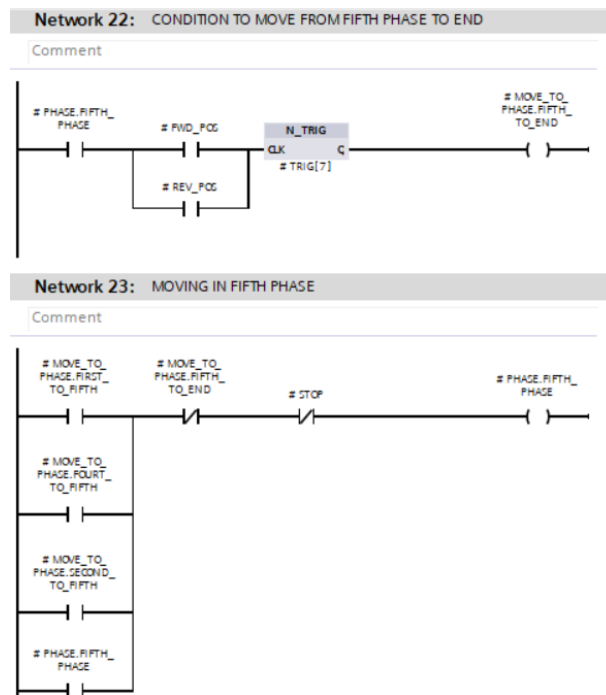 Network 22: CONDITION TO MOVE FROM FIFTH PHASE TO END
Comment
# PHASE.FIFTH_
PHASE
# FWD_POS
# REV_POS
N_TRIG
CLK Q
# TRIG[7]
# MOVE_TO_
PHASE.FIFTH_
TO_END
Network 23: MOVING IN FIFTH PHASE
Comment
# MOVE_TO_
PHASE.FIRST_
TO_FIFTH
# MOVE_TO_
PHASE.FIFTH_
TO_END
# STOP
# PHASE.FIFTH_
PHASE
# MOVE_TO_
PHASE.FOURT_
TO_FIFTH
# MOVE_TO_
PHASE.SECOND_
TO_FIFTH
# PHASE.FIFTH_
PHASE